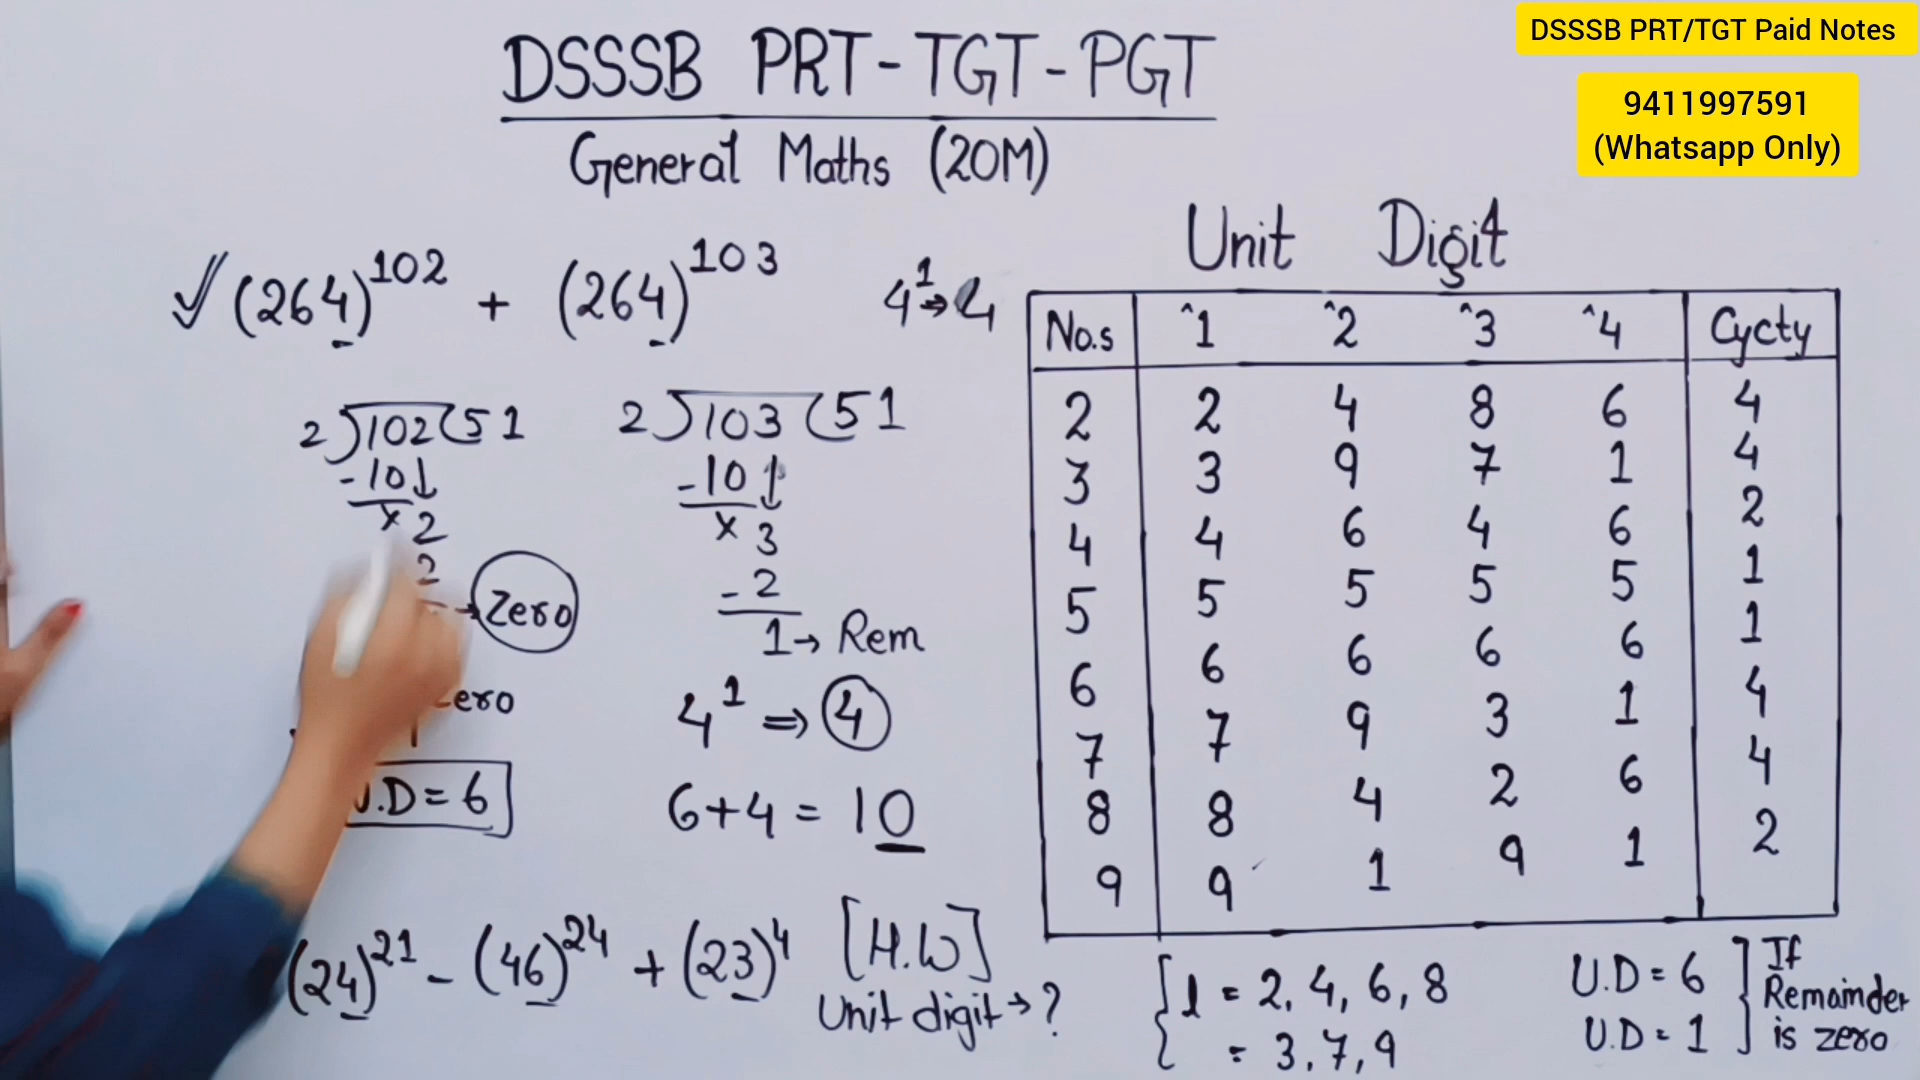 DSSSB PRT/TGT Paid Notes
9411997591
(Whatsapp Only)
DSSSB PRT-TGT-PGT
General Maths (20M)
(264)^102 + (264)^103
4^1 → 4
2)102(51
-10↓
x 2
2
→ Zero
ero
U.D = 6
2)103(51
-10↓
x 3
- 2
1 → Rem
4^1 ⇒ 4
6+4 = 10
(24)^21 - (46)^24 + (23)^4 [H.W]
Unit digit → ?
Unit Digit
No.s ^1 ^2 ^3 ^4 Cycty
2 2 4 8 6 4
3 3 9 7 1 4
4 4 6 4 6 2
5 5 5 5 5 1
6 6 6 6 6 1
7 7 9 3 1 4
8 8 4 2 6 4
9 9 1 9 1 2
= 2, 4, 6, 8 U.D = 6
= 3, 7, 9 U.D = 1
If
Remainder
is zero